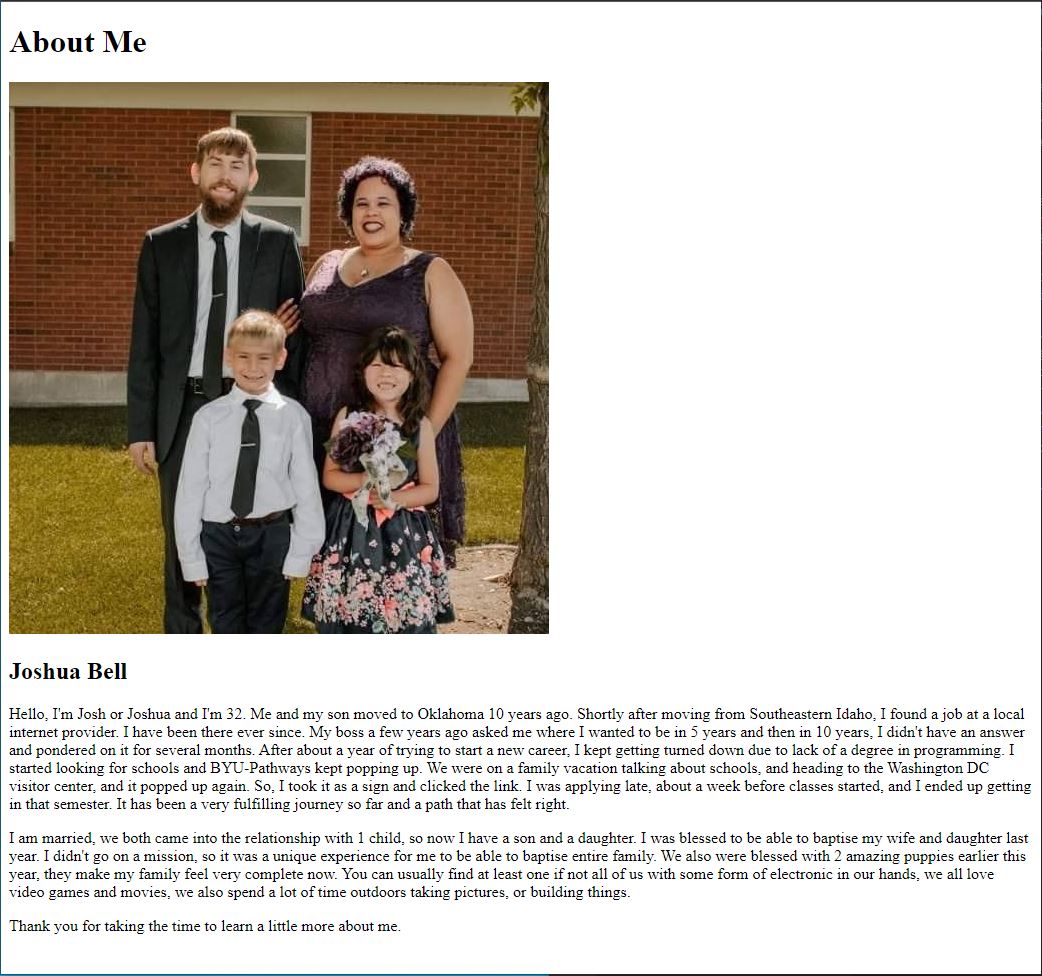 About Me
Joshua Bell
Hello, I'm Josh or Joshua and I'm 32. Me and my son moved to Oklahoma 10 years ago. Shortly after moving from Southeastern Idaho, I found a job at a local
internet provider. I have been there ever since. My boss a few years ago asked me where I wanted to be in 5 years and then in 10 years, I didn't have an answer
and pondered on it for several months. After about a year of trying to start a new career, I kept getting turned down due to lack of a degree in programming. I
started looking for schools and BYU-Pathways kept popping up. We were on a family vacation talking about schools, and heading to the Washington DC
visitor center, and it popped up again. So, I took it as a sign and clicked the link. I was applying late, about a week before classes started, and I ended up getting
in that semester. It has been a very fulfilling journey so far and a path that has felt right.
I am married, we both came into the relationship with 1 child, so now I have a son and a daughter. I was blessed to be able to baptise my wife and daughter last
year. I didn't go on a mission, so it was a unique experience for me to be able to baptise entire family. We also were blessed with 2 amazing puppies earlier this
year, they make my family feel very complete now. You can usually find at least one if not all of us with some form of electronic in our hands, we all love
video games and movies, we also spend a lot of time outdoors taking pictures, or building things.
Thank you for taking the time to learn a little more about me.